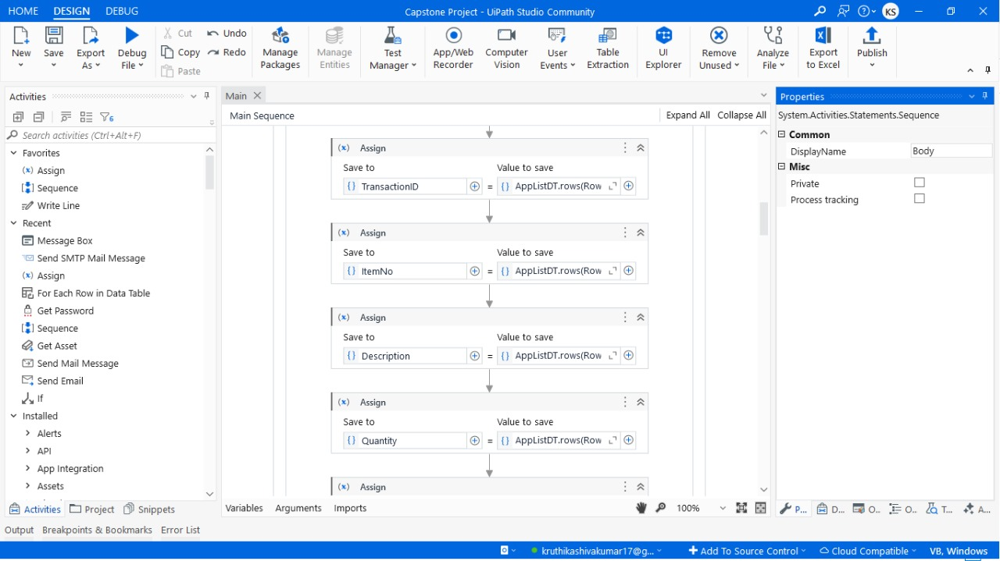 HOME DESIGN DEBUG Capstone Project - UiPath Studio Community KS
New Save Export As Debug File Cut Copy Paste Undo Redo Manage Packages Manage Entities Test Manager App/Web Recorder Computer Vision User Events Table Extraction UI Explorer Remove Unused Analyze File Export to Excel Publish
Activities
Search activities (Ctrl+Alt+F)
Favorites
Assign
Sequence
Write Line
Recent
Message Box
Send SMTP Mail Message
Assign
For Each Row in Data Table
Get Password
Sequence
Get Asset
Send Mail Message
Send Email
If
Installed
Alerts
API
App Integration
Assets
Activities Project Snippets
Main
Main Sequence Expand All Collapse All
Assign
Save to Value to save
TransactionID = AppListDT.rows(Row
Assign
Save to Value to save
ItemNo = AppListDT.rows(Row
Assign
Save to Value to save
Description = AppListDT.rows(Row
Assign
Save to Value to save
Quantity = AppListDT.rows(Row
Assign
Variables Arguments Imports 100%
Properties
System.Activities.Statements.Sequence
Common
DisplayName Body
Misc
Private
Process tracking
P... D... O... O... T... A...
Output Breakpoints & Bookmarks Error List
kruthikashivakumar17@g... Add To Source Control Cloud Compatible VB, Windows